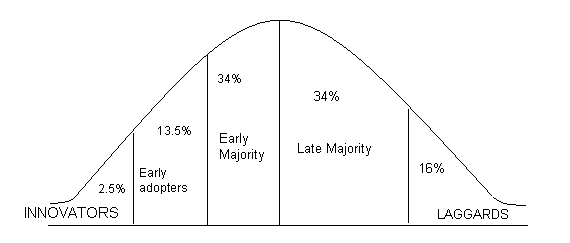 34%
34%
13.5%
Early
Majority
Late Majority
16%
Early
adopters
2.5%
INNOVATORS
LAGGARDS